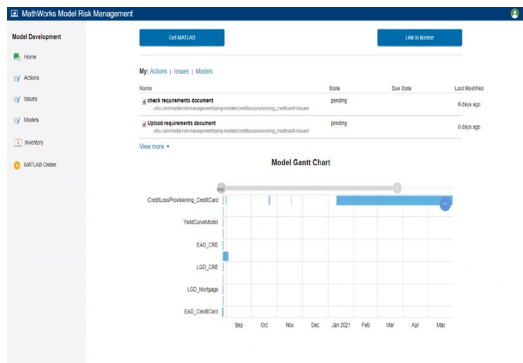 MathWorks Model Risk Management
Model Development
Home
Actions
Issues
Models
Inventory
MATLAB Online
Get MATLAB
Link to license
My: Actions | Issues | Models
Name State Due Date Last Modified
check requirements document pending 6 days ago
Upload requirements document pending 6 days ago
View more
Model Gantt Chart
CreditLossProvisioning_CreditCard
YieldCurveModel
EAD_CRE
LGD_CRE
LGD_Mortgage
EAD_CreditCard
Sep Oct Nov Dec Jan 2021 Feb Mar Apr May